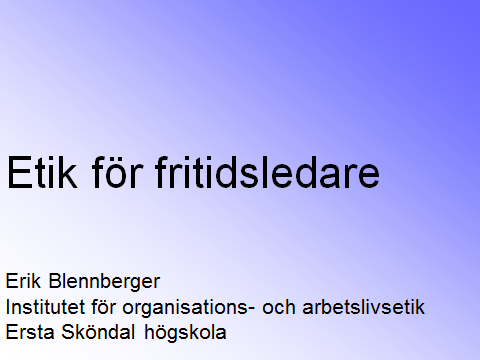 Etik för fritidsledare
Erik Blennberger
Institutet för organisations- och arbetslivsetik
Ersta Sköndal högskola